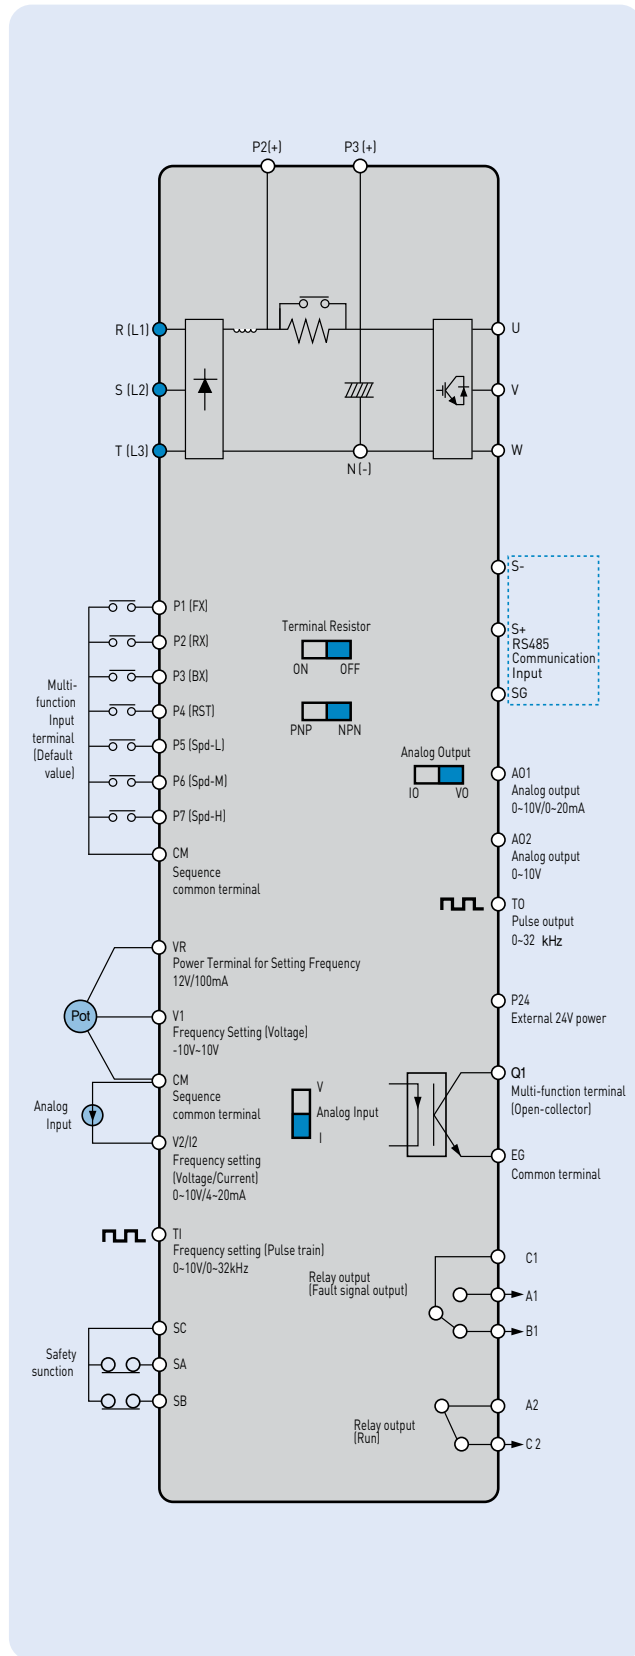 P2(+)
P3 (+)
R (L1)
U
S (L2)
V
T (L3)
W
N (-)
S-
S+
RS485
Communication
Input
SG
Multi-
function
Input
terminal
(Default
value)
P1 (FX)
P2 (RX)
P3 (BX)
P4 (RST)
P5 (Spd-L)
P6 (Spd-M)
P7 (Spd-H)
CM
Sequence
common terminal
Terminal Resistor
ON OFF
PNP NPN
Analog Output
IO VO
AO1
Analog output
0~10V/0~20mA
AO2
Analog output
0~10V
TO
Pulse output
0~32 kHz
VR
Power Terminal for Setting Frequency
12V/100mA
Pot
V1
Frequency Setting (Voltage)
-10V~10V
P24
External 24V power
CM
Sequence
common terminal
Analog
Input
V
Analog Input
I
Q1
Multi-function terminal
(Open-collector)
V2/I2
Frequency setting
(Voltage/Current)
0~10V/4~20mA
EG
Common terminal
TI
Frequency setting (Pulse train)
0~10V/0~32kHz
Relay output
(Fault signal output)
C1
A1
B1
Safety
sunction
SC
SA
SB
Relay output
(Run)
A2
C 2